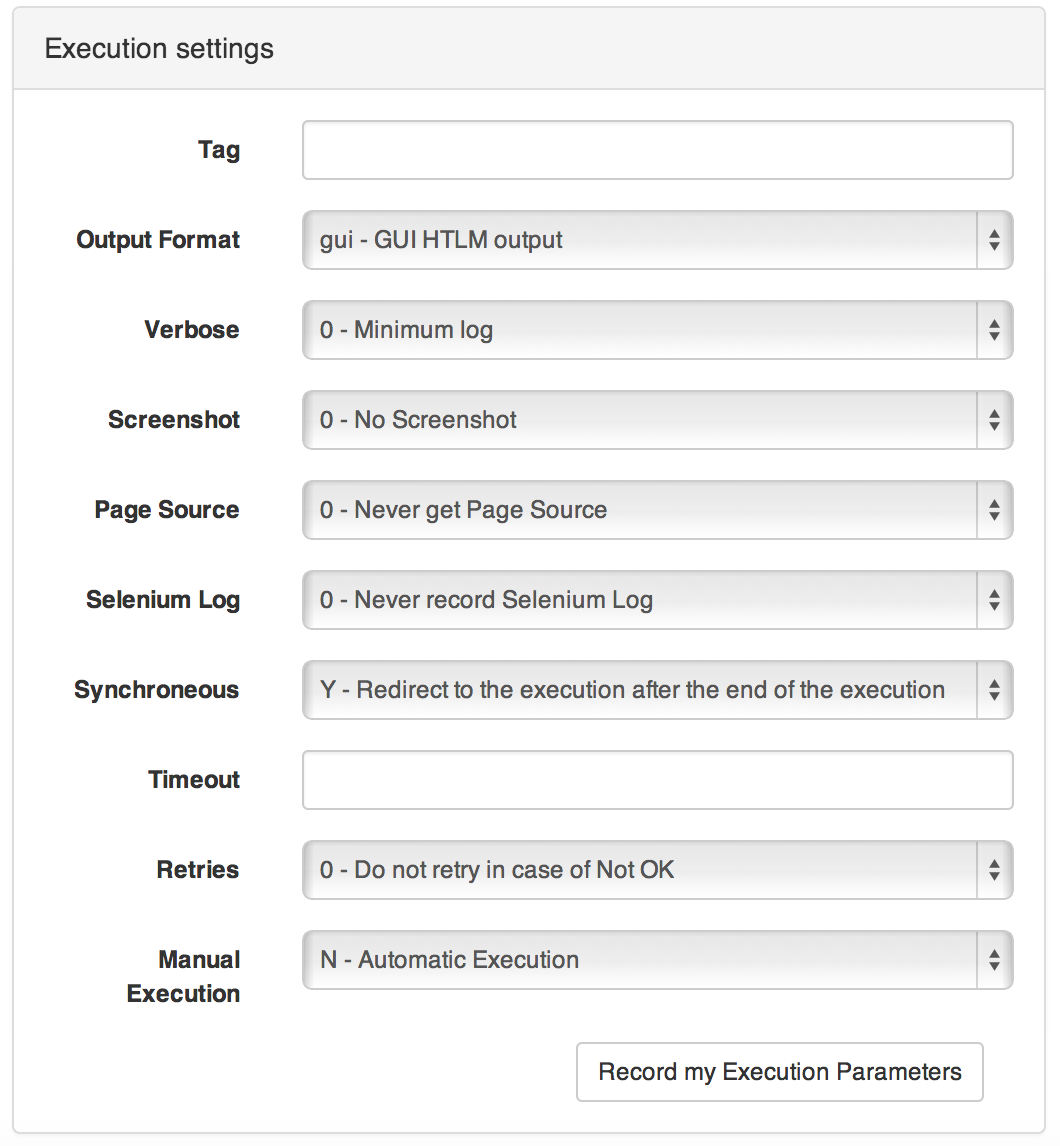 Execution settings
Tag
Output Format
gui - GUI HTLM output
Verbose
0 - Minimum log
Screenshot
0 - No Screenshot
Page Source
0 - Never get Page Source
Selenium Log
0 - Never record Selenium Log
Synchroneous
Y - Redirect to the execution after the end of the execution
Timeout
Retries
0 - Do not retry in case of Not OK
Manual
Execution
N - Automatic Execution
Record my Execution Parameters